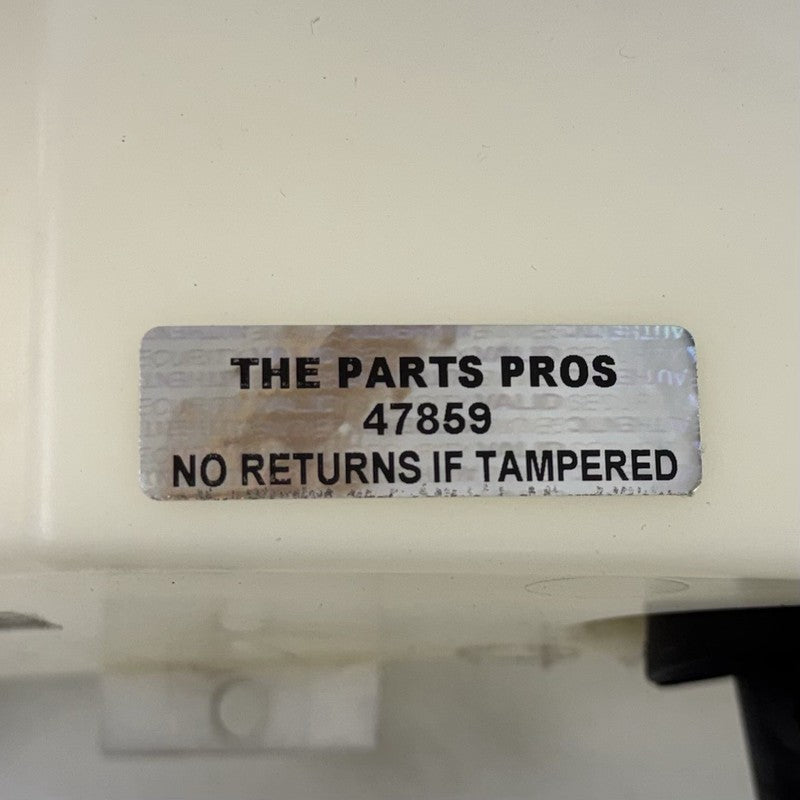 THE PARTS PROS
47859
NO RETURNS IF TAMPERED